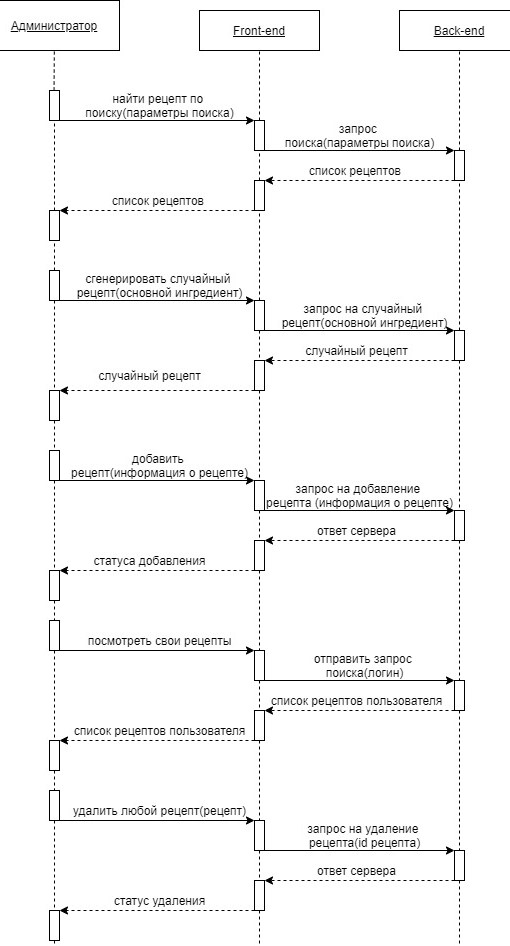 Администратор
Front-end
Back-end
найти рецепт по
поиску(параметры поиска)
запрос
поиска(параметры поиска)
список рецептов
список рецептов
сгенерировать случайный
рецепт(основной ингредиент)
запрос на случайный
рецепт(основной ингредиент)
случайный рецепт
случайный рецепт
добавить
рецепт(информация о рецепте)
запрос на добавление
рецепта (информация о рецепте)
ответ сервера
статуса добавления
посмотреть свои рецепты
отправить запрос
поиска(логин)
список рецептов пользователя
список рецептов пользователя
удалить любой рецепт(рецепт)
запрос на удаление
рецепта(id рецепта)
ответ сервера
статус удаления